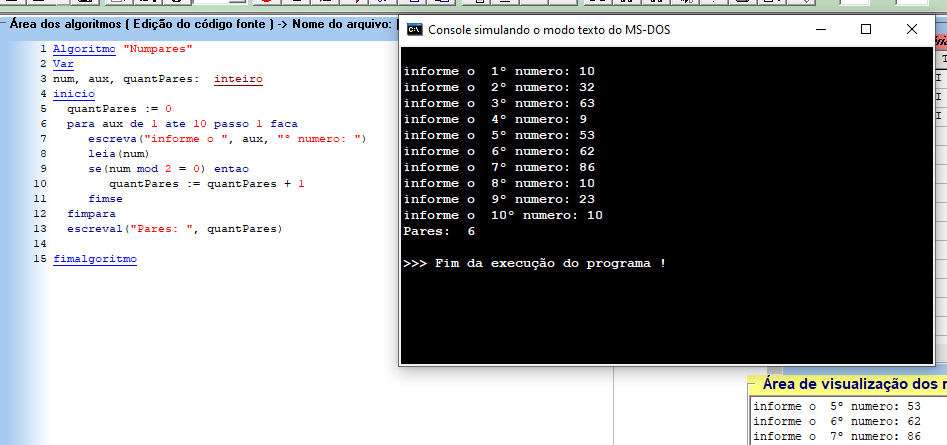 Área dos algoritmos ( Edição do código fonte ) -> Nome do arquivo:
1 Algoritmo "Numpares"
2 Var
3 num, aux, quantPares: inteiro
4 inicio
5 quantPares := 0
6 para aux de 1 ate 10 passo 1 faca
7 escreva("informe o ", aux, "° numero: ")
8 leia(num)
9 se(num mod 2 = 0) entao
10 quantPares := quantPares + 1
11 fimse
12 fimpara
13 escreval("Pares: ", quantPares)
14
15 fimalgoritmo
Console simulando o modo texto do MS-DOS
informe o  1° numero: 10
informe o  2° numero: 32
informe o  3° numero: 63
informe o  4° numero: 9
informe o  5° numero: 53
informe o  6° numero: 62
informe o  7° numero: 86
informe o  8° numero: 10
informe o  9° numero: 23
informe o  10° numero: 10
Pares:  6
>>> Fim da execução do programa !
Área de visualização dos
informe o  5° numero: 53
informe o  6° numero: 62
informe o  7° numero: 86